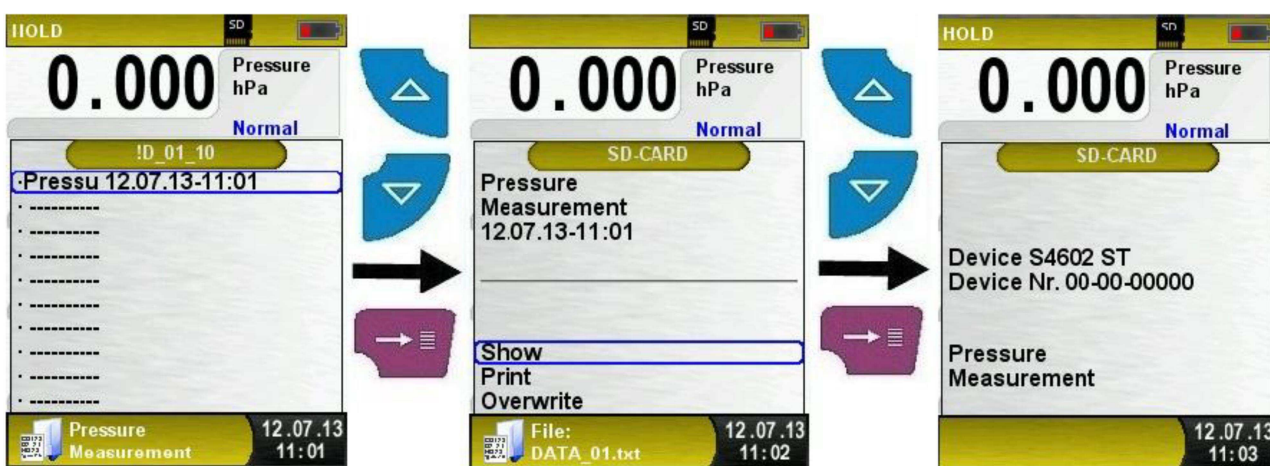 HOLD
SD
0.000
Pressure
hPa
Normal
!D_01_10
·Pressu 12.07.13-11:01
· ----------
· ----------
· ----------
· ----------
· ----------
· ----------
· ----------
· ----------
· ----------
Pressure
Measurement
12.07.13
11:01
SD
0.000
Pressure
hPa
Normal
SD-CARD
Pressure
Measurement
12.07.13-11:01
Show
Print
Overwrite
File:
DATA_01.txt
12.07.13
11:02
HOLD
SD
0.000
Pressure
hPa
Normal
SD-CARD
Device S4602 ST
Device Nr. 00-00-00000
Pressure
Measurement
12.07.13
11:03